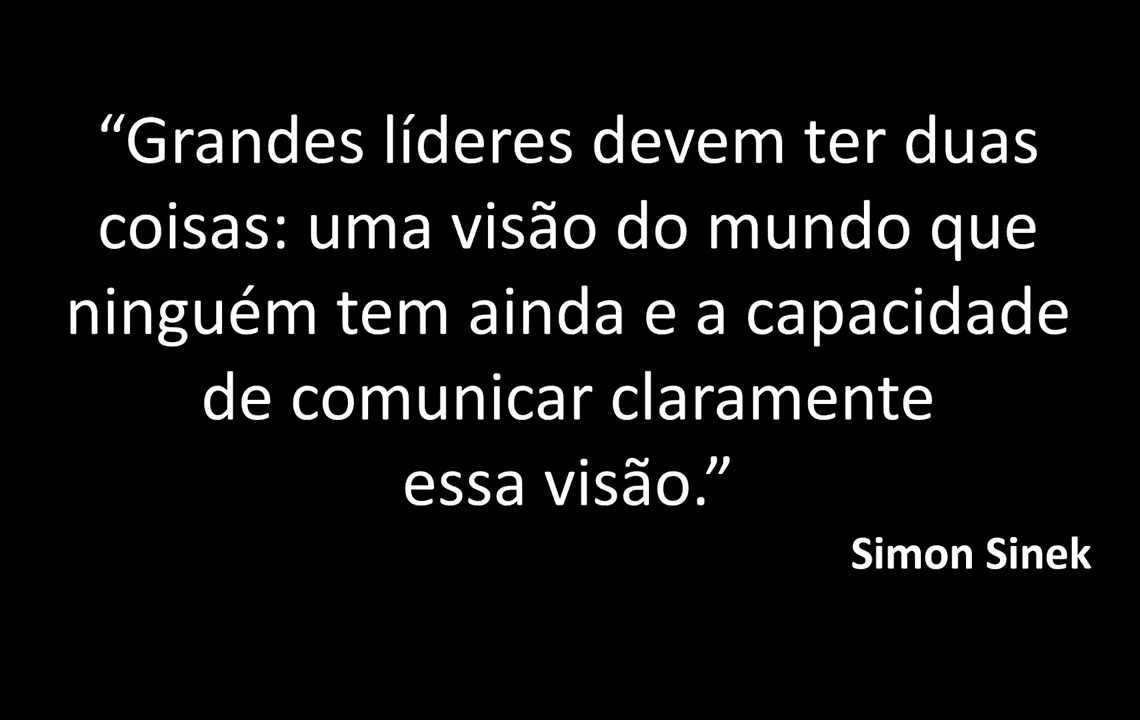 “Grandes líderes devem ter duas
coisas: uma visão do mundo que
ninguém tem ainda e a capacidade
de comunicar claramente
essa visão.”
Simon Sinek